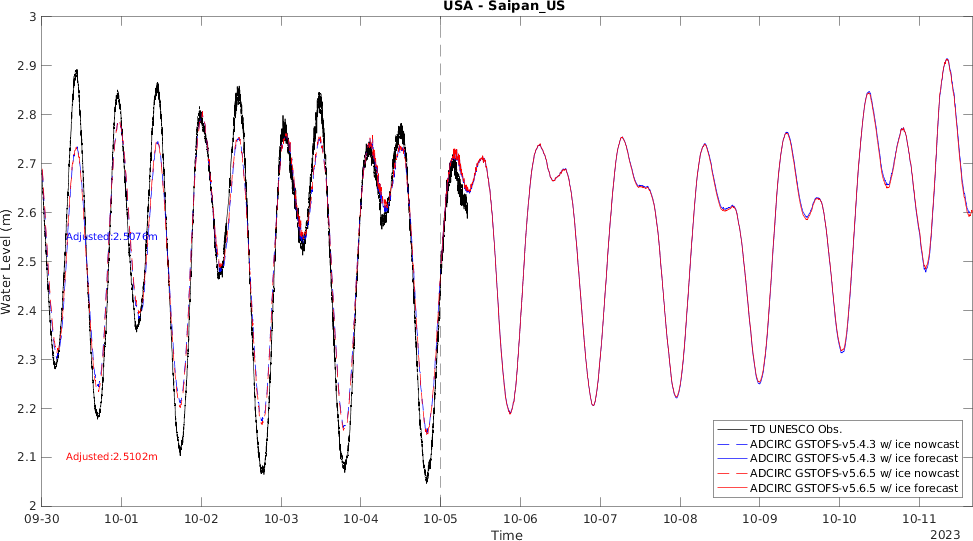 USA - Saipan_US
3
2.9
2.8
2.7
2.6
2.5
2.4
2.3
2.2
2.1
2
Water Level (m)
Adjusted:2.5076m
Adjusted:2.5102m
TD UNESCO Obs.
ADCIRC GSTOFS-v5.4.3 w/ ice nowcast
ADCIRC GSTOFS-v5.4.3 w/ ice forecast
ADCIRC GSTOFS-v5.6.5 w/ ice nowcast
ADCIRC GSTOFS-v5.6.5 w/ ice forecast
09-30 10-01 10-02 10-03 10-04 10-05 10-06 10-07 10-08 10-09 10-10 10-11
Time
2023